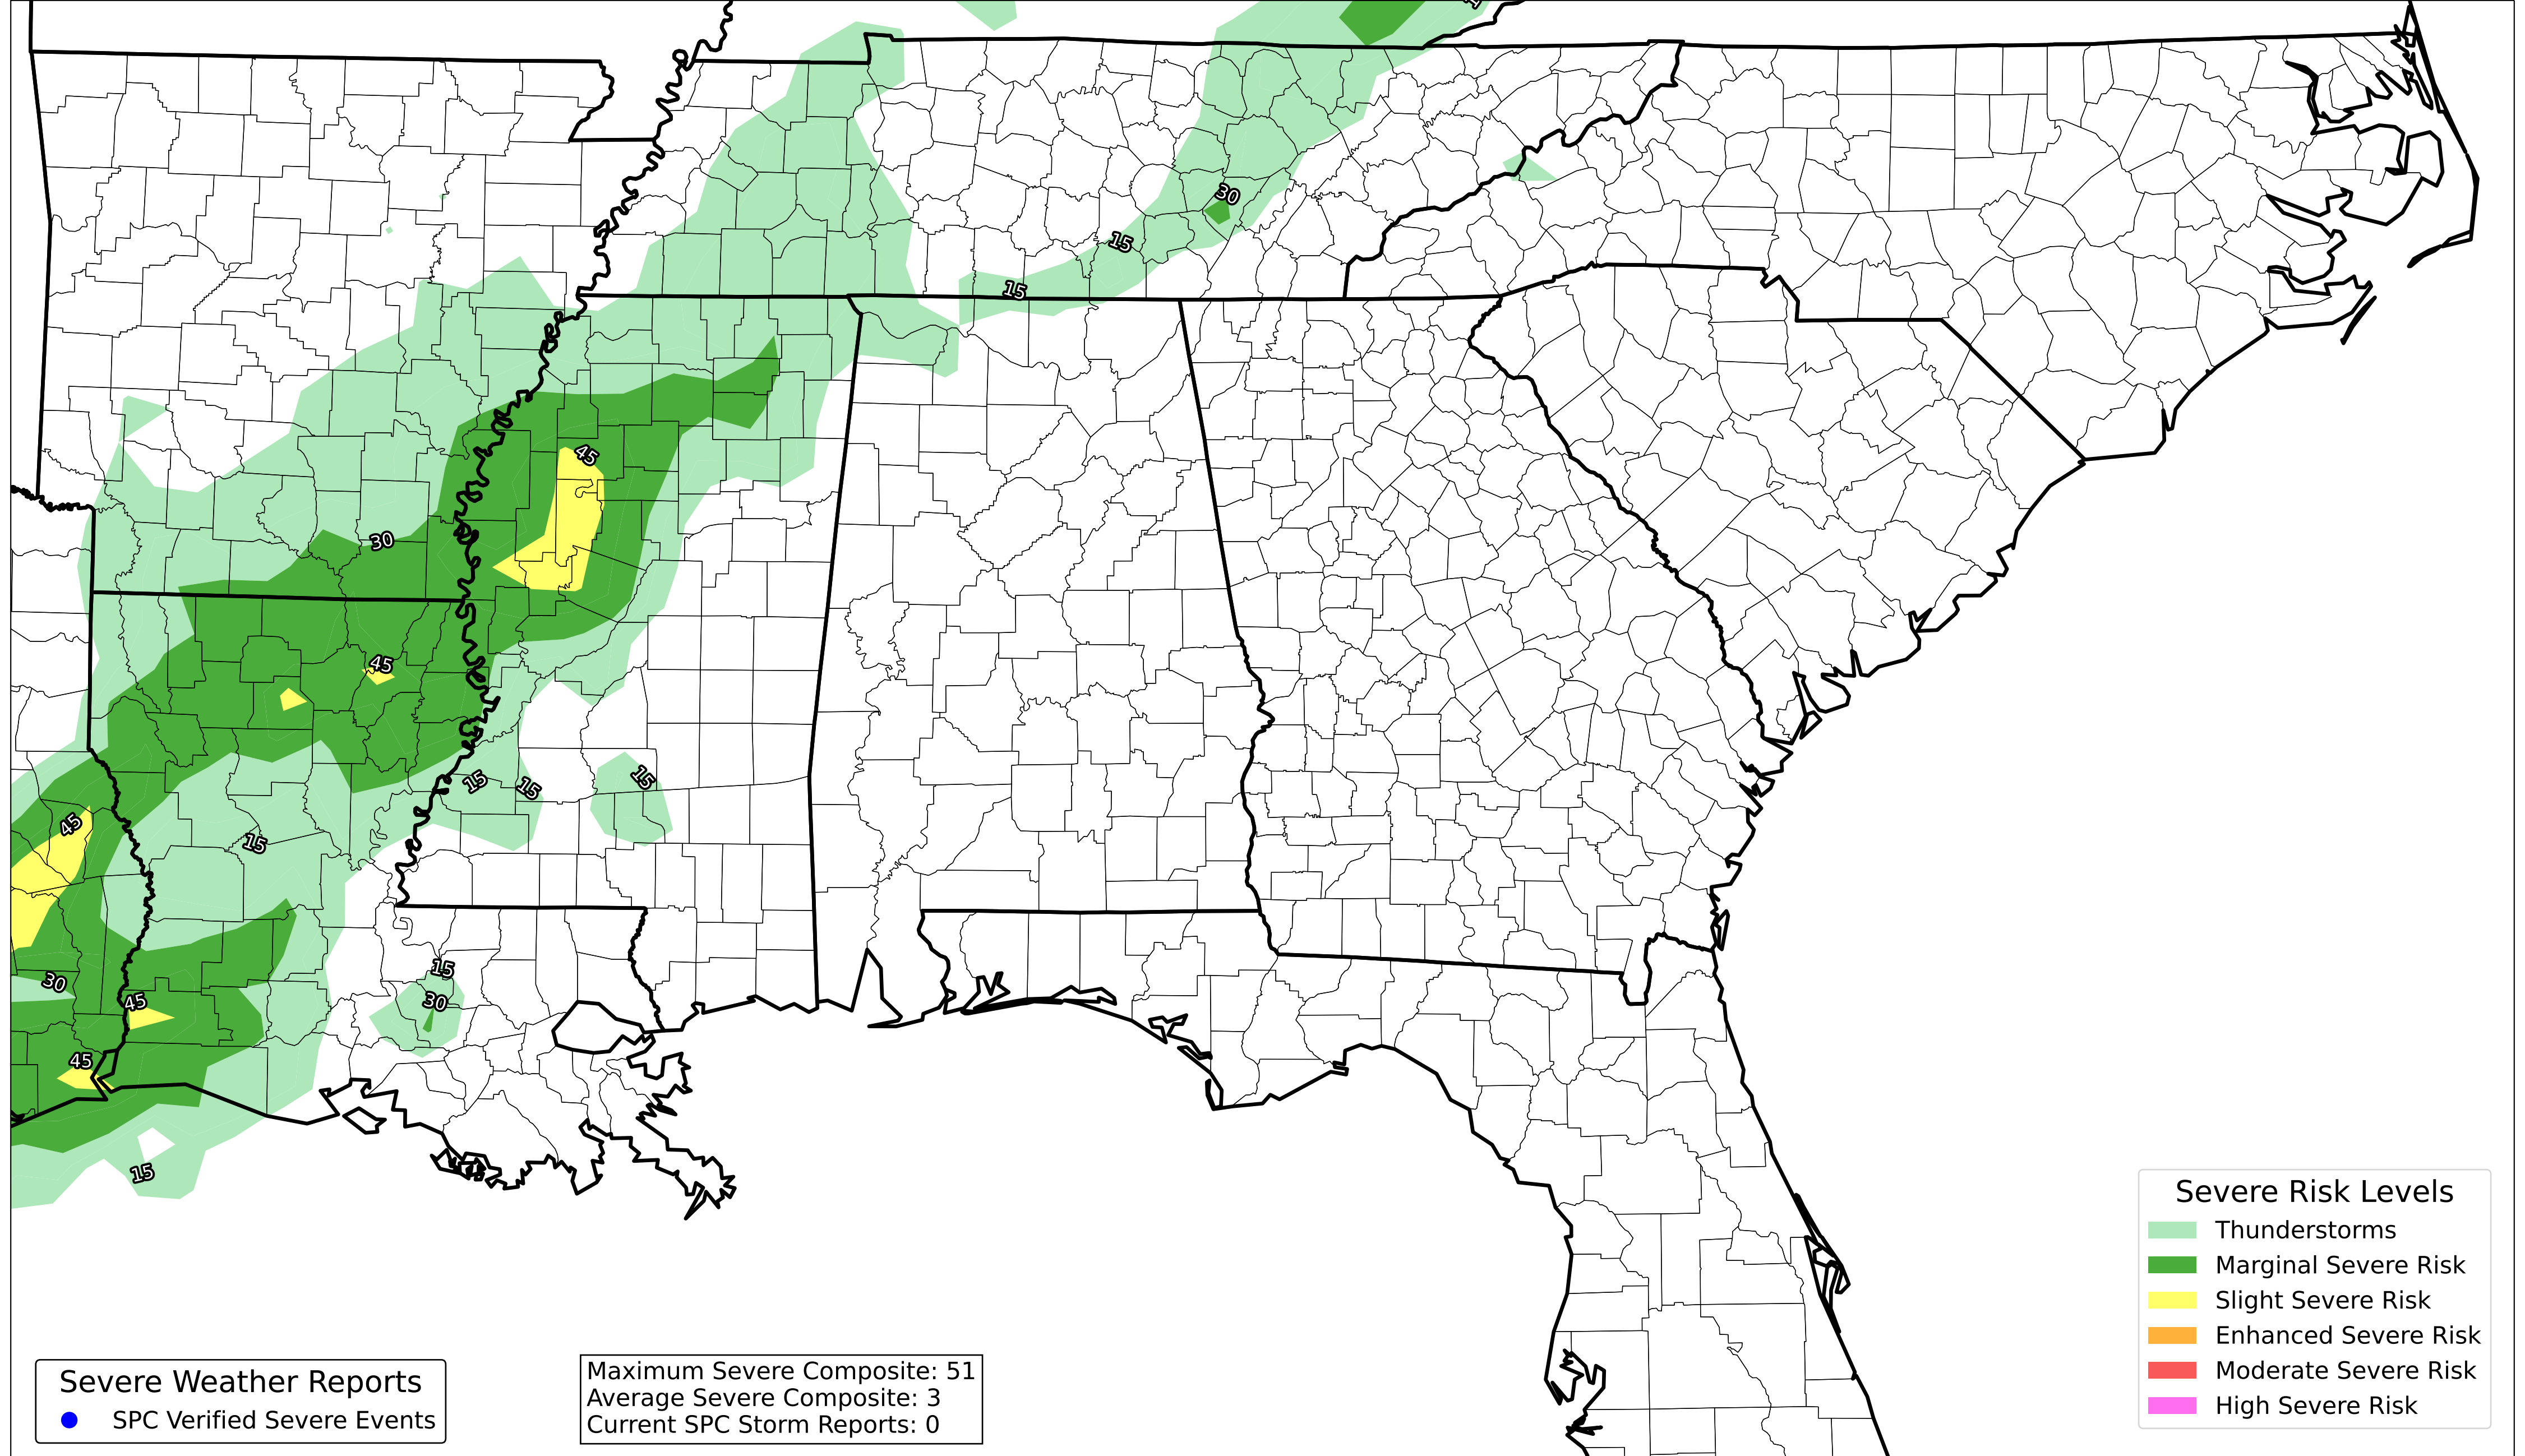 30
15
15
45
30
45
15
15
15
45
15
15
30
30
45
45
15
Severe Risk Levels
Thunderstorms
Marginal Severe Risk
Slight Severe Risk
Enhanced Severe Risk
Moderate Severe Risk
High Severe Risk
Severe Weather Reports
SPC Verified Severe Events
Maximum Severe Composite: 51
Average Severe Composite: 3
Current SPC Storm Reports: 0